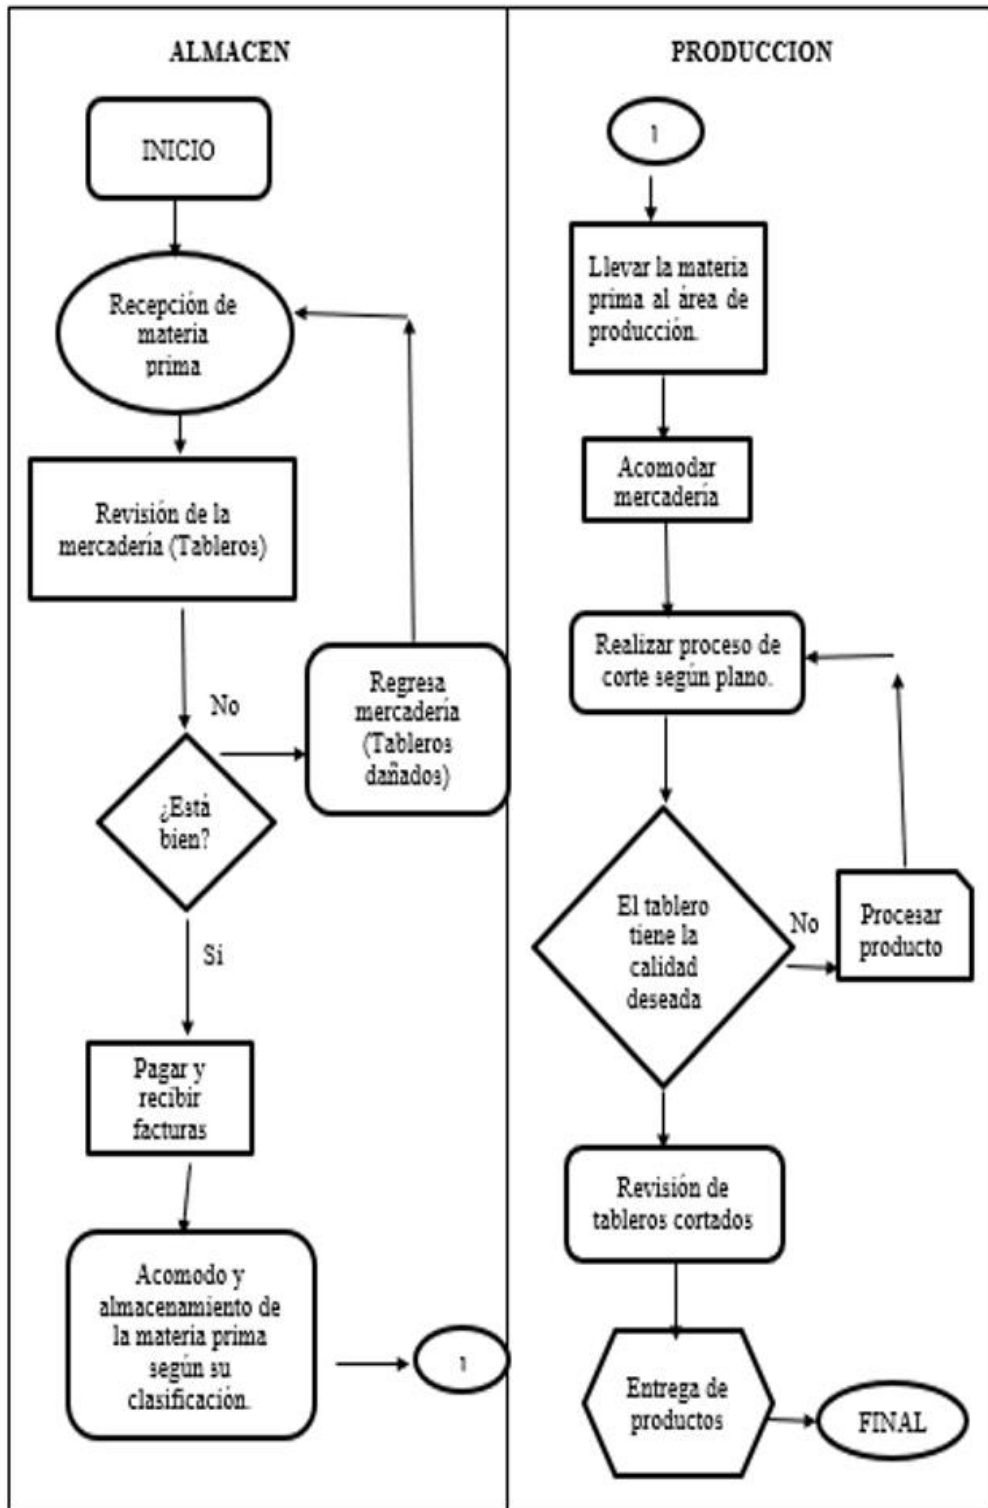 ALMACEN
INICIO
Recepción de
materia
prima
Revisión de la
mercadería (Tableros)
No
Regresa
mercadería
(Tableros
dañados)
¿Está
bien?
Si
Pagar y
recibir
facturas
Acomodo y
almacenamiento de
la materia prima
según su
clasificación.
1
PRODUCCION
1
Llevar la materia
prima al área de
producción.
Acomodar
mercadería
Realizar proceso de
corte según plano.
El tablero
tiene la
calidad
deseada
No
Procesar
producto
Revisión de
tableros cortados
Entrega de
productos
FINAL